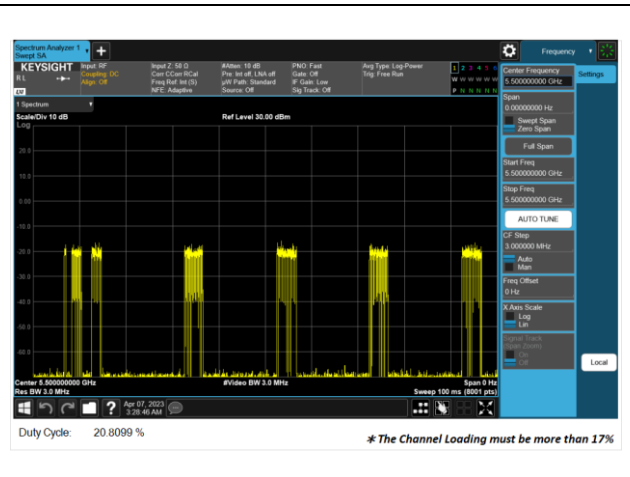 Spectrum Analyzer 1
Swept SA
+
Frequency
KEYSIGHT
Input: RF
Input Z: 50 Ω
#Atten: 10 dB
PNO: Fast
Avg Type: Log-Power
1 2 3 4 5 6
R L
Coupling: DC
Corr CCorr RCal
Pre: Int off, LNA off
Gate: Off
Trig: Free Run
W W W W W W
Align: Off
Freq Ref: Int (S)
µW Path: Standard
IF Gain: Low
NFE: Adaptive
Source: Off
Sig Track: Off
P N N N N N
LXI
1 Spectrum
Scale/Div 10 dB
Ref Level 30.00 dBm
Log
20.0
10.0
0.00
-10.0
-20.0
-30.0
-40.0
-50.0
-60.0
Center 5.500000000 GHz
#Video BW 3.0 MHz
Span 0 Hz
Res BW 3.0 MHz
Sweep 100 ms (8001 pts)
Center Frequency
5.500000000 GHz
Settings
Span
0.00000000 Hz
Swept Span
Zero Span
Full Span
Start Freq
5.500000000 GHz
Stop Freq
5.500000000 GHz
AUTO TUNE
CF Step
3.000000 MHz
Auto
Man
Freq Offset
0 Hz
X Axis Scale
Log
Lin
Signal Track
(Span Zoom)
On
Off
Local
?
Apr 07, 2023
3:28:46 AM
Duty Cycle: 20.8099 %
* The Channel Loading must be more than 17%